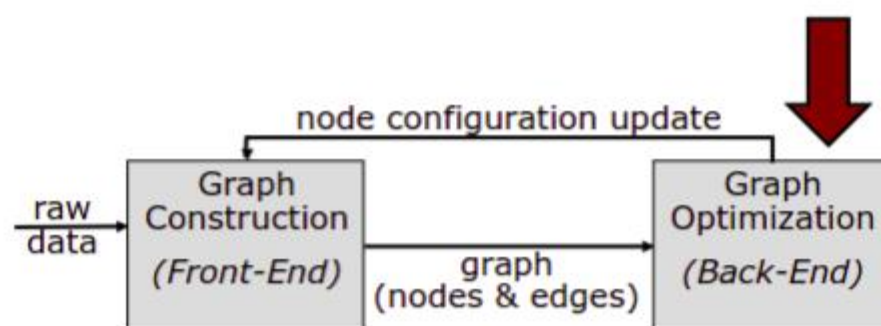 node configuration update
raw
data
Graph
Construction
(Front-End)
graph
(nodes & edges)
Graph
Optimization
(Back-End)